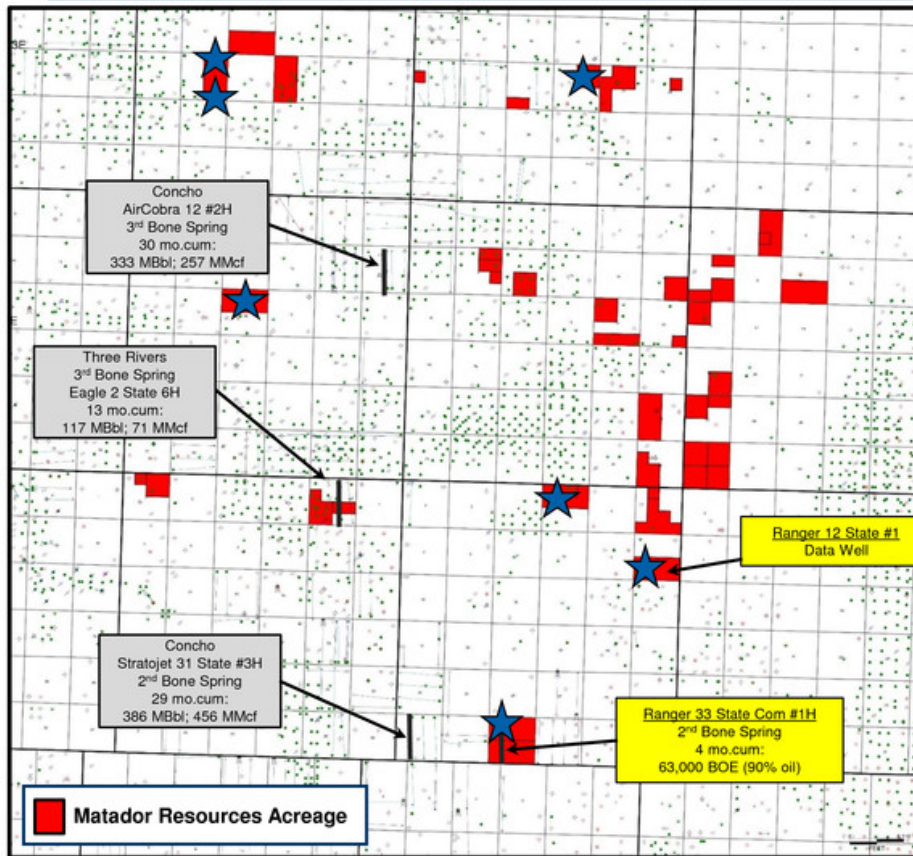 Concho
AirCobra 12 #2H
3rd Bone Spring
30 mo.cum:
333 MBbl; 257 MMcf
Three Rivers
3rd Bone Spring
Eagle 2 State 6H
13 mo.cum:
117 MBbl; 71 MMcf
Ranger 12 State #1
Data Well
Concho
Stratojet 31 State #3H
2nd Bone Spring
29 mo.cum:
386 MBbl; 456 MMcf
Ranger 33 State Com #1H
2nd Bone Spring
4 mo.cum:
63,000 BOE (90% oil)
Matador Resources Acreage